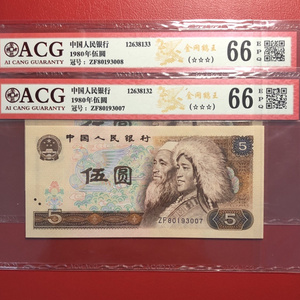 ACG
AI CANG GUARANTY
中国人民银行
12638133
1980年伍圆
冠号：ZF80193008
(☆☆☆)
66
E
P
Q
ACG
AI CANG GUARANTY
中国人民银行
12638132
1980年伍圆
冠号：ZF80193007
(☆☆☆)
66
E
P
Q
中国人民银行
5
伍圆
5
ZF80193007
5